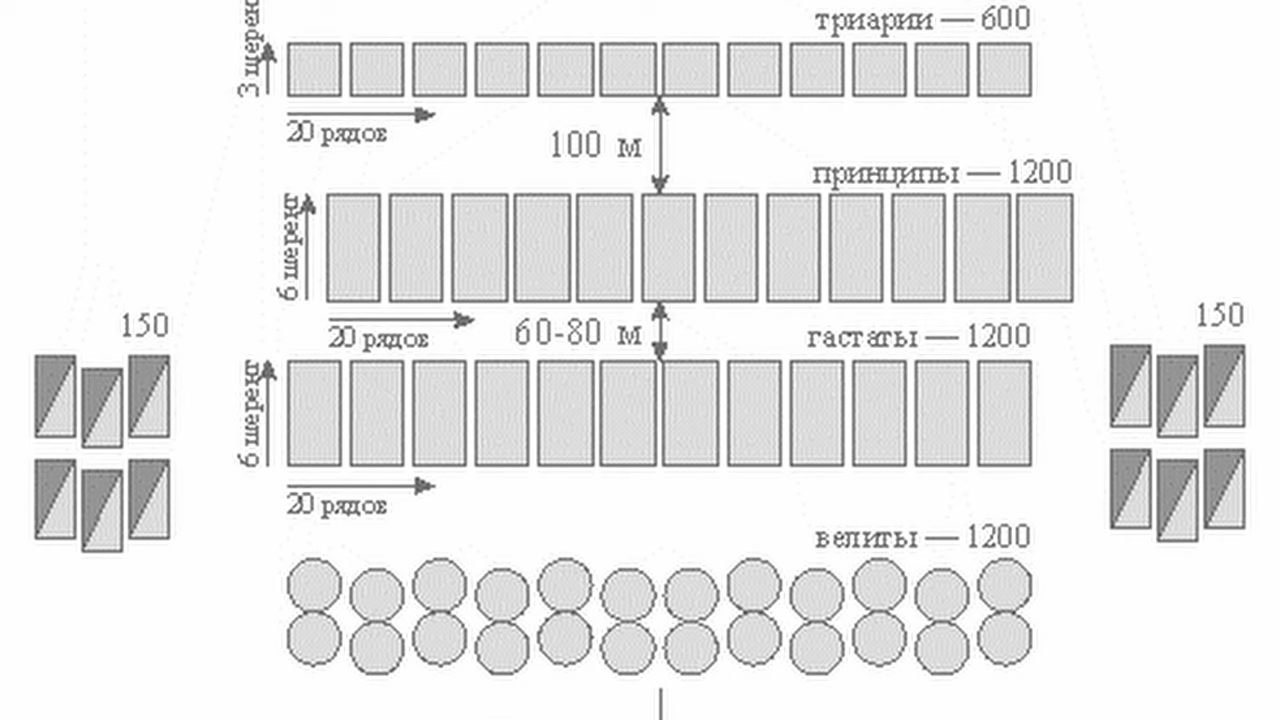 триарии — 600
3 шерен
20 рядов
100 м
принципы — 1200
6 шеренг
20 рядов
60-80 м
гастаты — 1200
150
150
6 шеренг
20 рядов
велиты — 1200